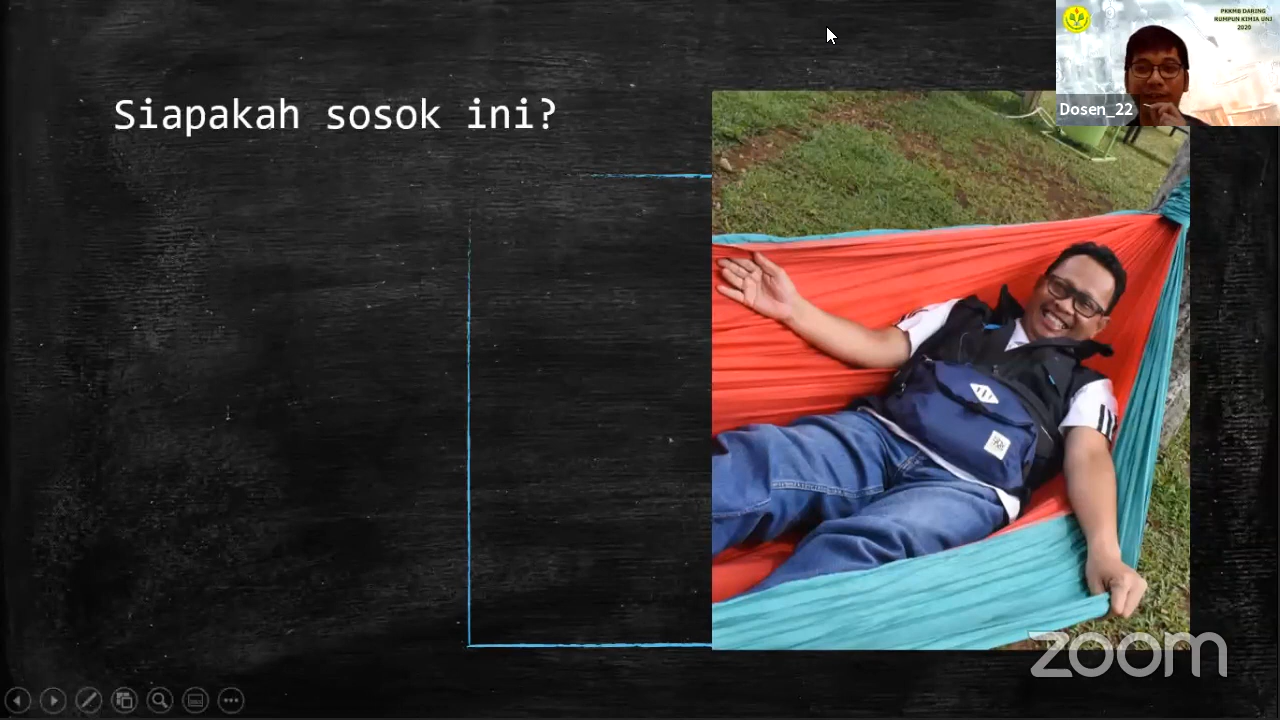 PKKMB DARING
RUMPUN KIMIA UNJ
2020
Siapakah sosok ini?
Dosen_22
zoom